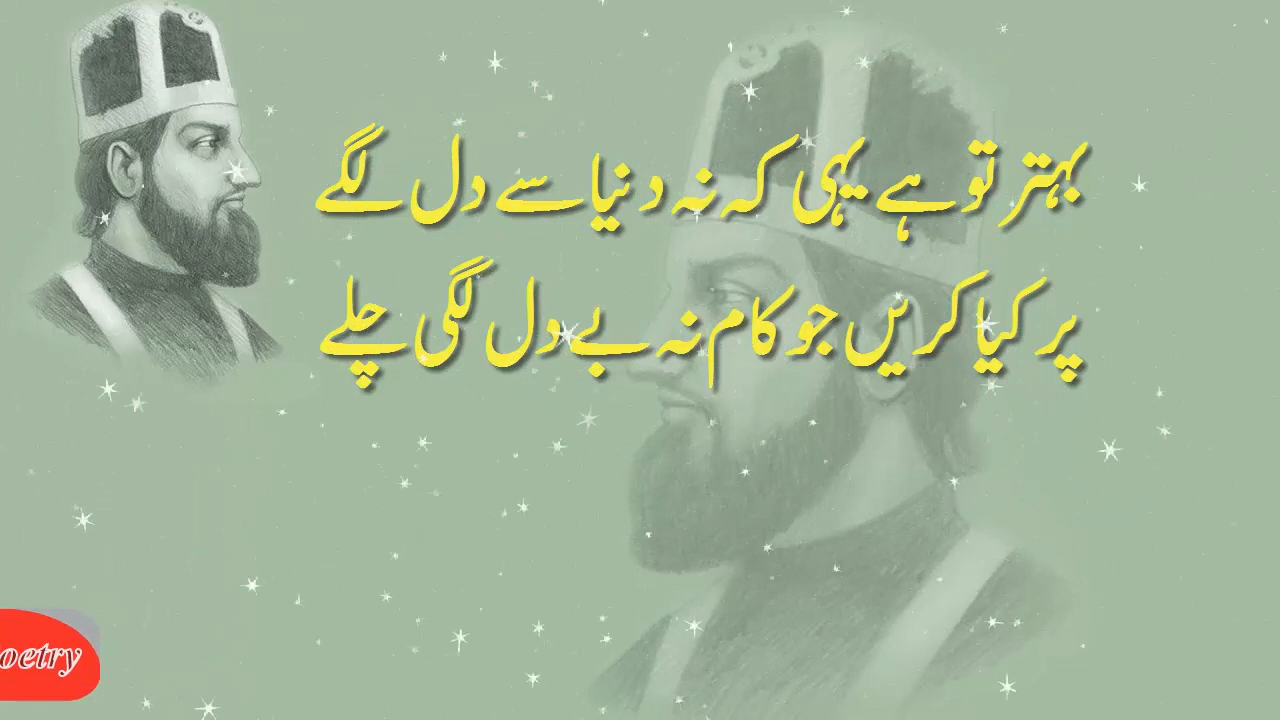 بہتر تو ہے یہی کہ نہ دنیا سے دل لگے
پر کیا کریں جو کام نہ بے دل لگی چلے
oetry